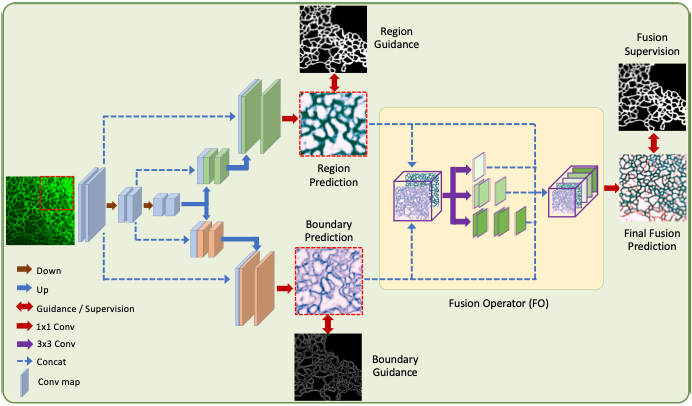 Region
Guidance
Fusion
Supervision
Region
Prediction
Boundary
Prediction
Final Fusion
Prediction
Fusion Operator (FO)
Boundary
Guidance
Down
Up
Guidance / Supervision
1x1 Conv
3x3 Conv
Concat
Conv map